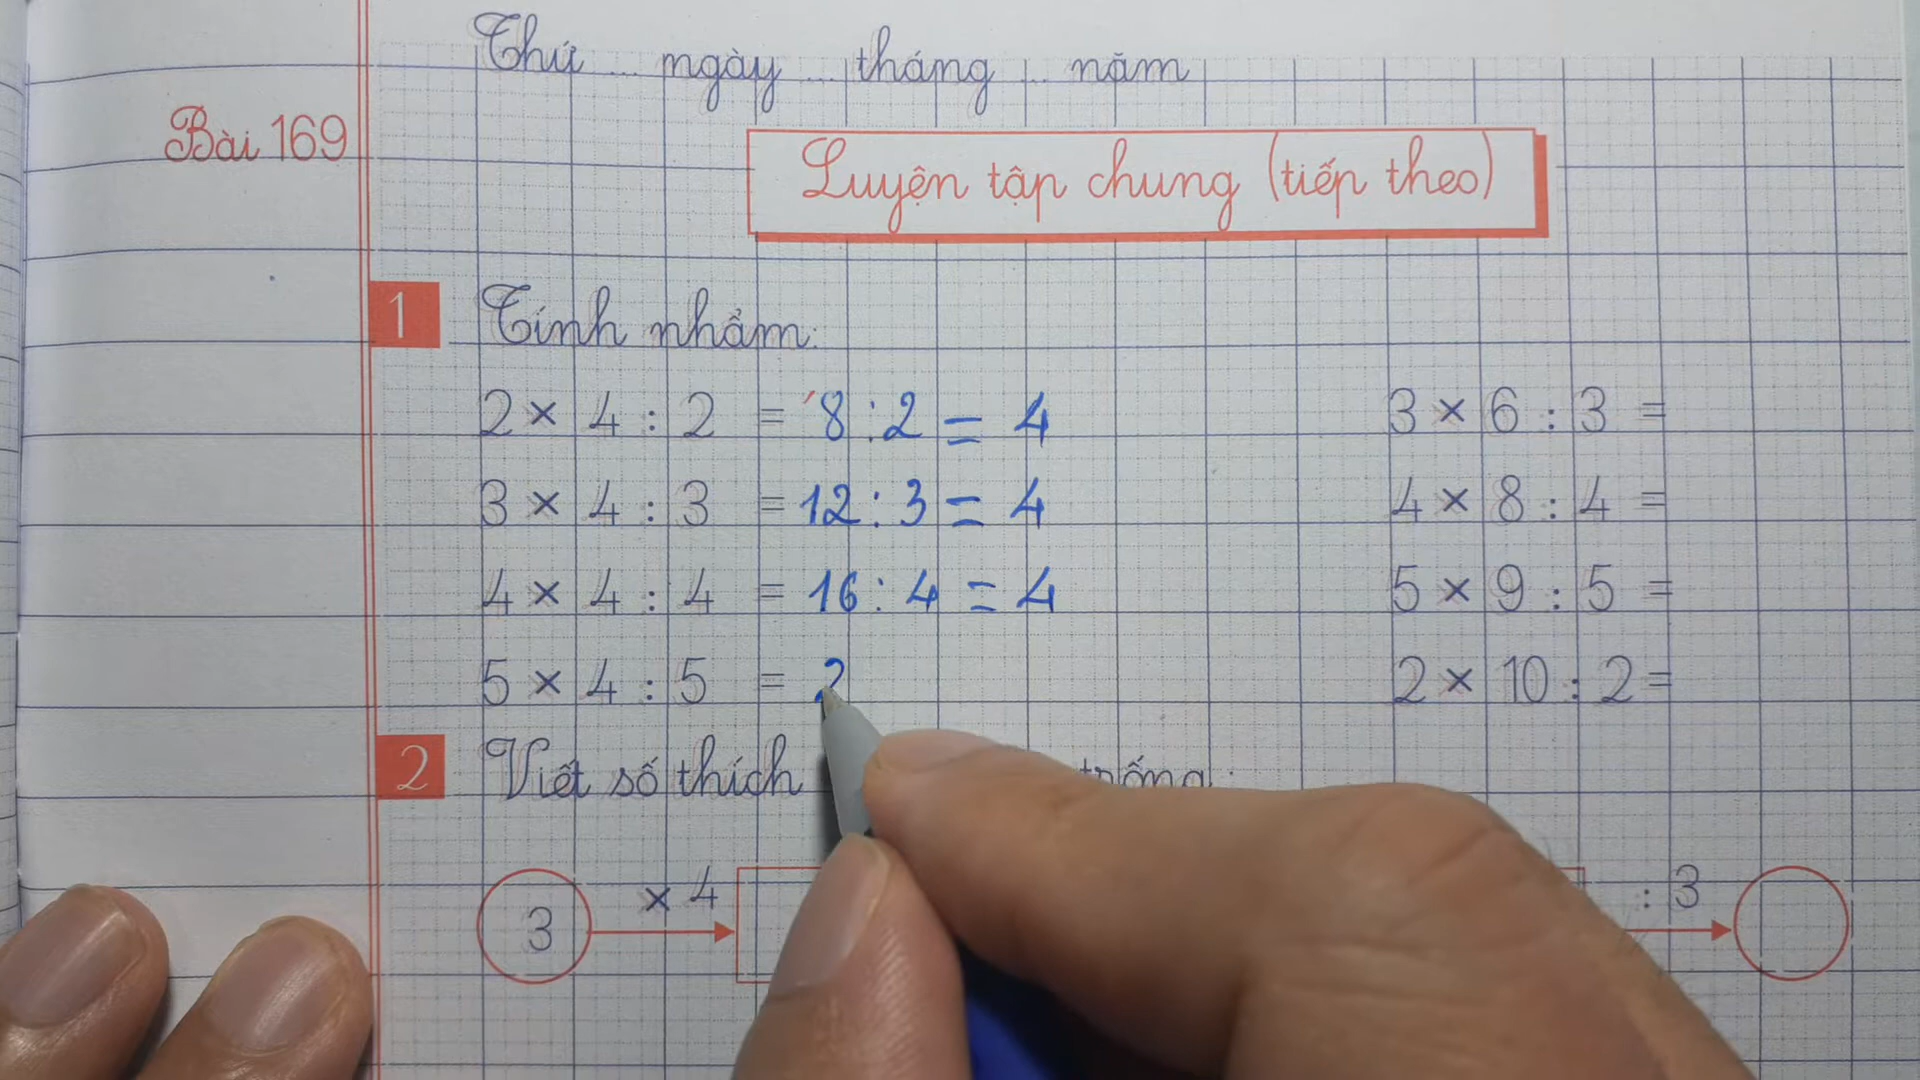 Thứ ... ngày ... tháng ... năm
Bài 169
Luyện tập chung (tiếp theo)
1 Tính nhẩm:
2 × 4 : 2 = 8 : 2 = 4
3 × 6 : 3 =
3 × 4 : 3 = 12 : 3 = 4
4 × 8 : 4 =
4 × 4 : 4 = 16 : 4 = 4
5 × 9 : 5 =
5 × 4 : 5 = 2
2 × 10 : 2 =
2 Viết số thích trống:
3 × 4 : 3